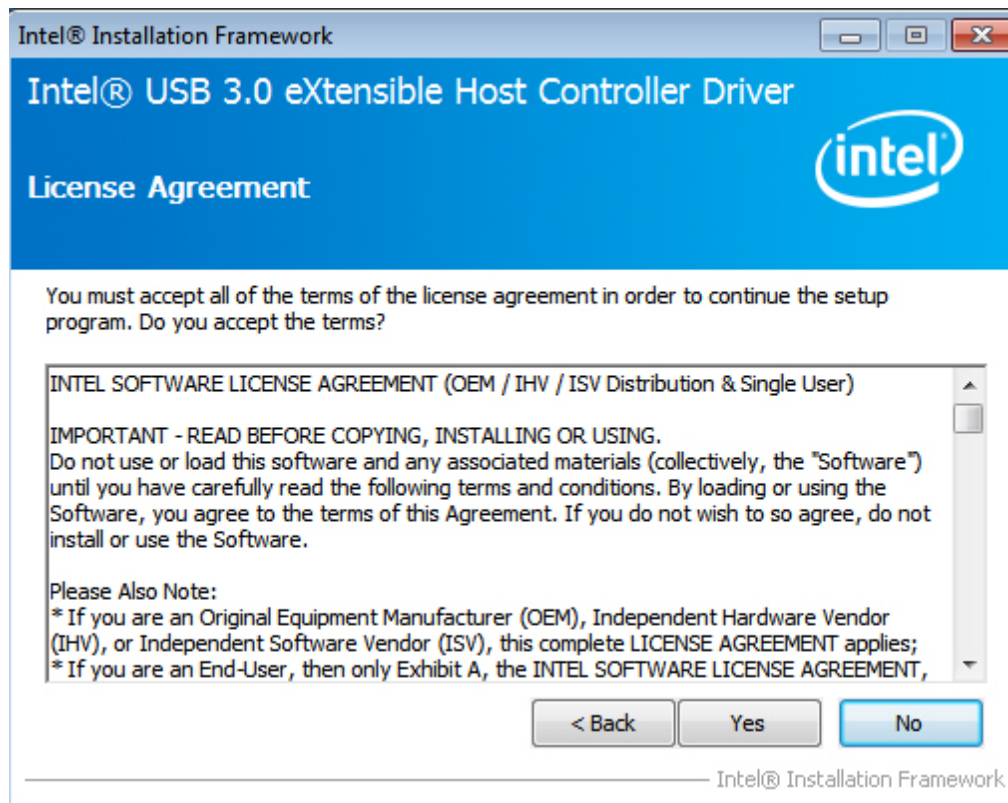 Intel® Installation Framework
Intel® USB 3.0 eXtensible Host Controller Driver
intel®
License Agreement
You must accept all of the terms of the license agreement in order to continue the setup
program. Do you accept the terms?
INTEL SOFTWARE LICENSE AGREEMENT (OEM / IHV / ISV Distribution & Single User)
IMPORTANT - READ BEFORE COPYING, INSTALLING OR USING.
Do not use or load this software and any associated materials (collectively, the "Software")
until you have carefully read the following terms and conditions. By loading or using the
Software, you agree to the terms of this Agreement. If you do not wish to so agree, do not
install or use the Software.
Please Also Note:
* If you are an Original Equipment Manufacturer (OEM), Independent Hardware Vendor
(IHV), or Independent Software Vendor (ISV), this complete LICENSE AGREEMENT applies;
* If you are an End-User, then only Exhibit A, the INTEL SOFTWARE LICENSE AGREEMENT,
< Back
Yes
No
Intel® Installation Framework